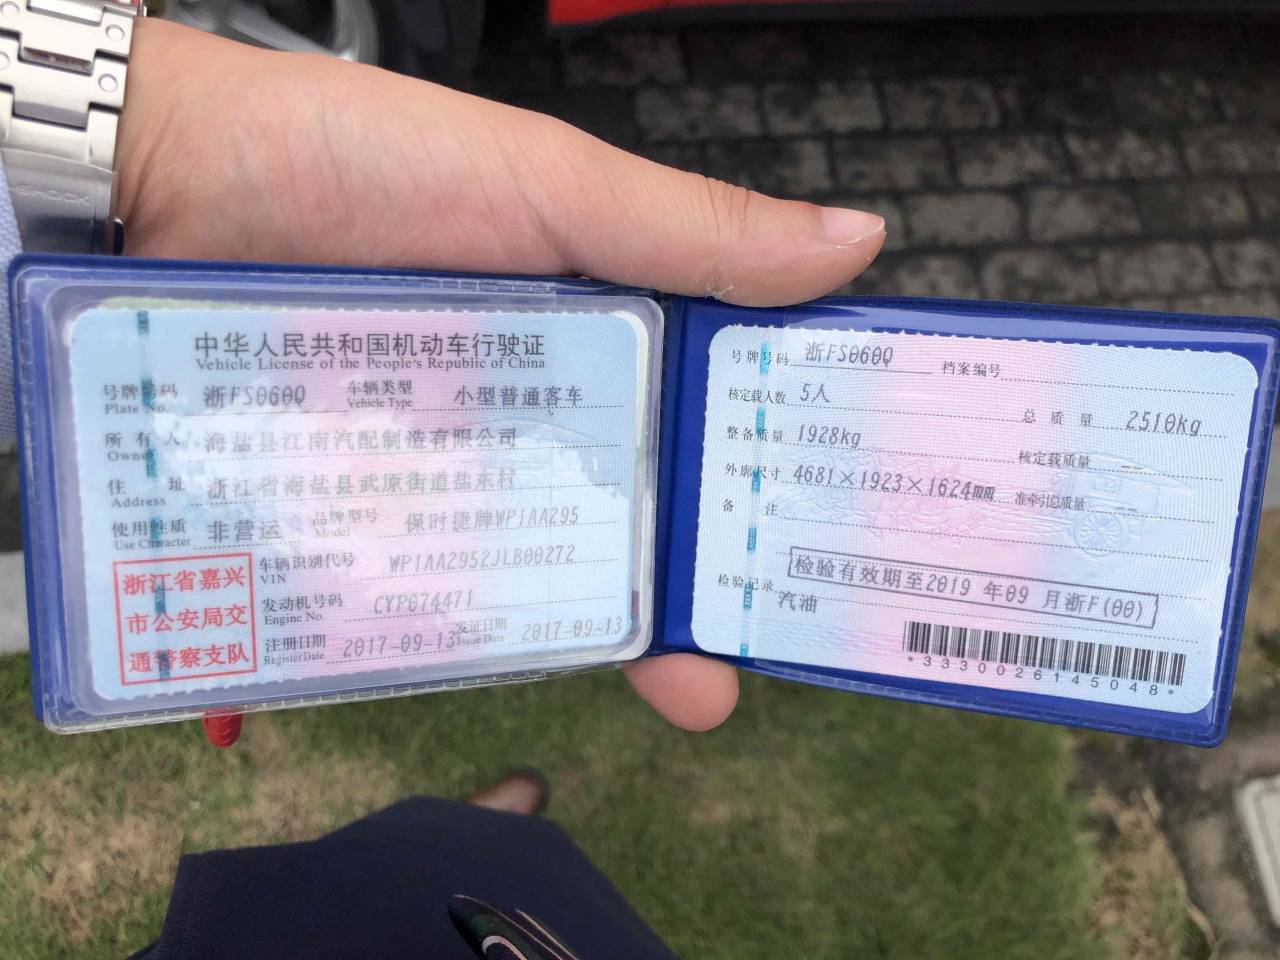 SHOCK
中华人民共和国机动车行驶证
Vehicle License of the People's Republic of China
号牌号码 浙FS060Q 车辆类型 小型普通客车
Plate No. Vehicle Type
所有人 海盐县江南汽配制造有限公司
Owner
住址 浙江省海盐县武原街道盐东村
Address
使用性质 非营运 品牌型号 保时捷牌WP1AA295
Use Character Model
浙江省嘉兴
市公安局交
通警察支队
车辆识别代号 WP1AA2952JLB00272
VIN
发动机号码 CYP074471
Engine No.
注册日期 2017-09-13 发证日期 2017-09-13
Register Date Issue Date
号牌号码 浙FS060Q 档案编号
核定载人数 5人 总质量 2510kg
整备质量 1928kg 核定载质量 --
外廓尺寸 4681×1923×1624mm 准牵引总质量
备注
检验有效期至2019年09月浙F(00)
检验记录
汽油
*3330026145048*